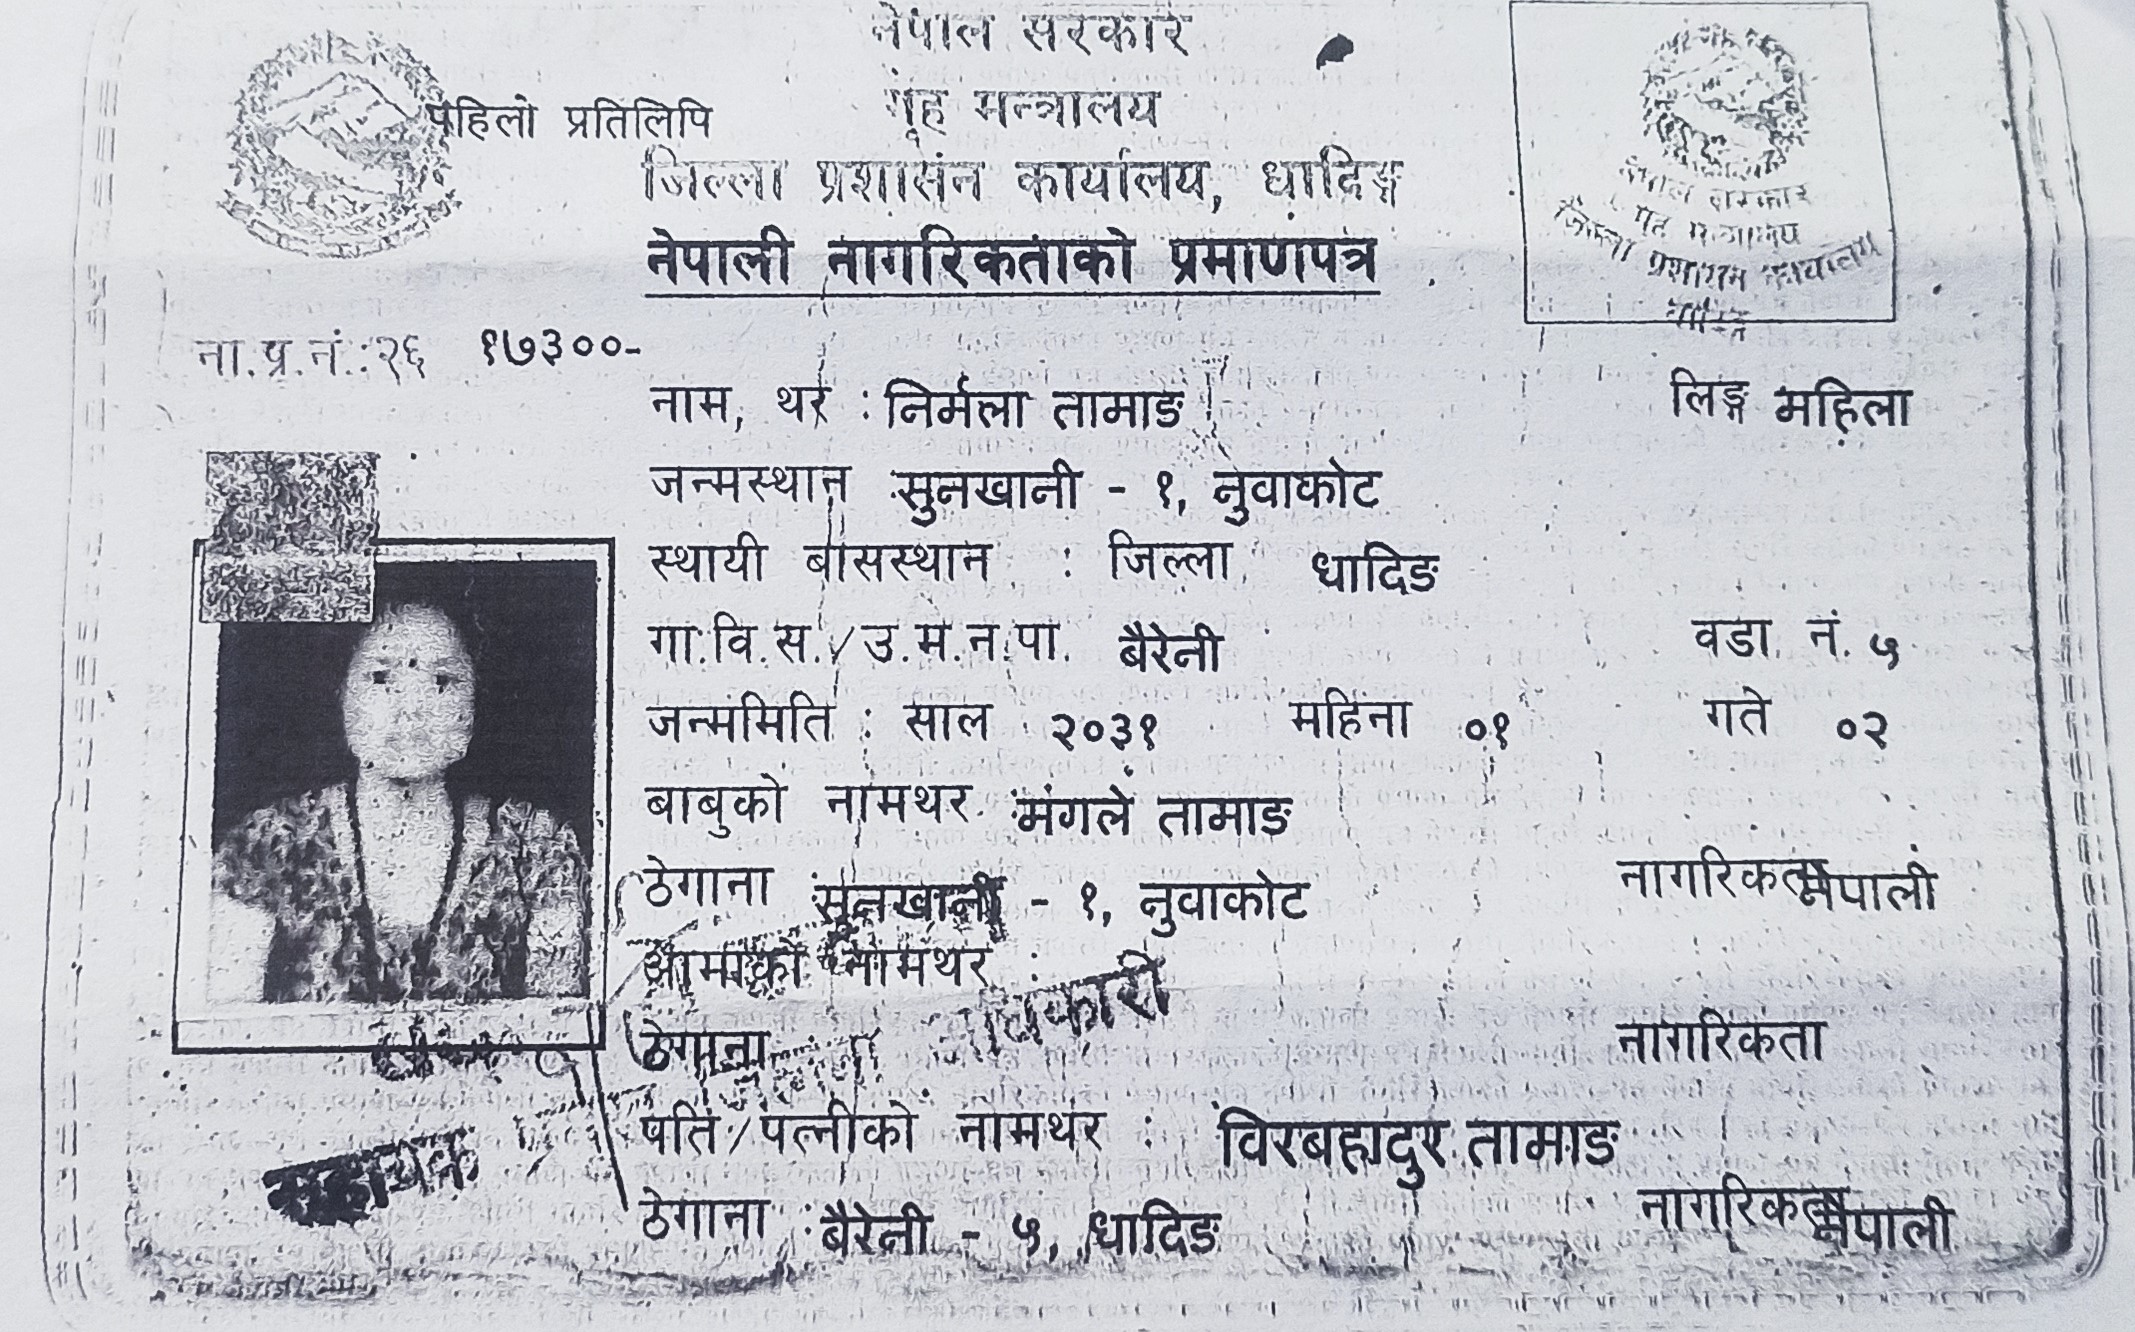 नेपाल सरकार
गृह मन्त्रालय
पहिलो प्रतिलिपि
जिल्ला प्रशासन कार्यालय, धादिङ्ग
नेपाली नागरिकताको प्रमाणपत्र
नेपाल सरकार
गृह मन्त्रालय
जिल्ला प्रशासन कार्यालय
धादिङ्ग
ना.प्र.नं.:२६ १७३००-
नाम, थर : निर्मला तामाङ लिङ्ग महिला
जन्मस्थान सुनखानी - १, नुवाकोट
स्थायी बासस्थान : जिल्ला धादिङ
गा.वि.स./उ.म.न.पा. बैरेनी वडा नं. ५
जन्ममिति : साल २०३१ महिना ०१ गते ०२
बाबुको नामथर : मंगले तामाङ
ठेगाना सुनखानी - १, नुवाकोट नागरिकता नेपाली
आमाको नामथर :
ठेगाना नागरिकता
पति/पत्नीको नामथर : विरबहादुर तामाङ
ठेगाना : बैरेनी - ५, धादिङ नागरिकता नेपाली